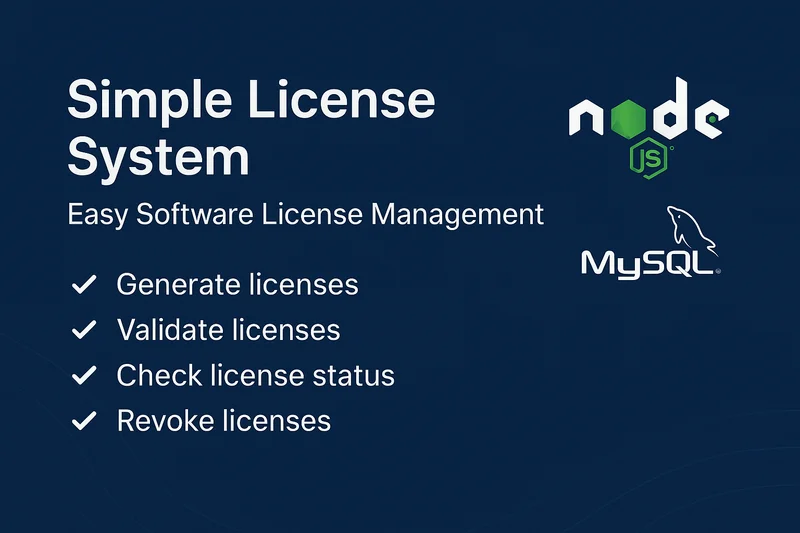 Simple License
System
Easy Software License Management
Generate licenses
Validate licenses
Check license status
Revoke licenses
node
JS
MySQL